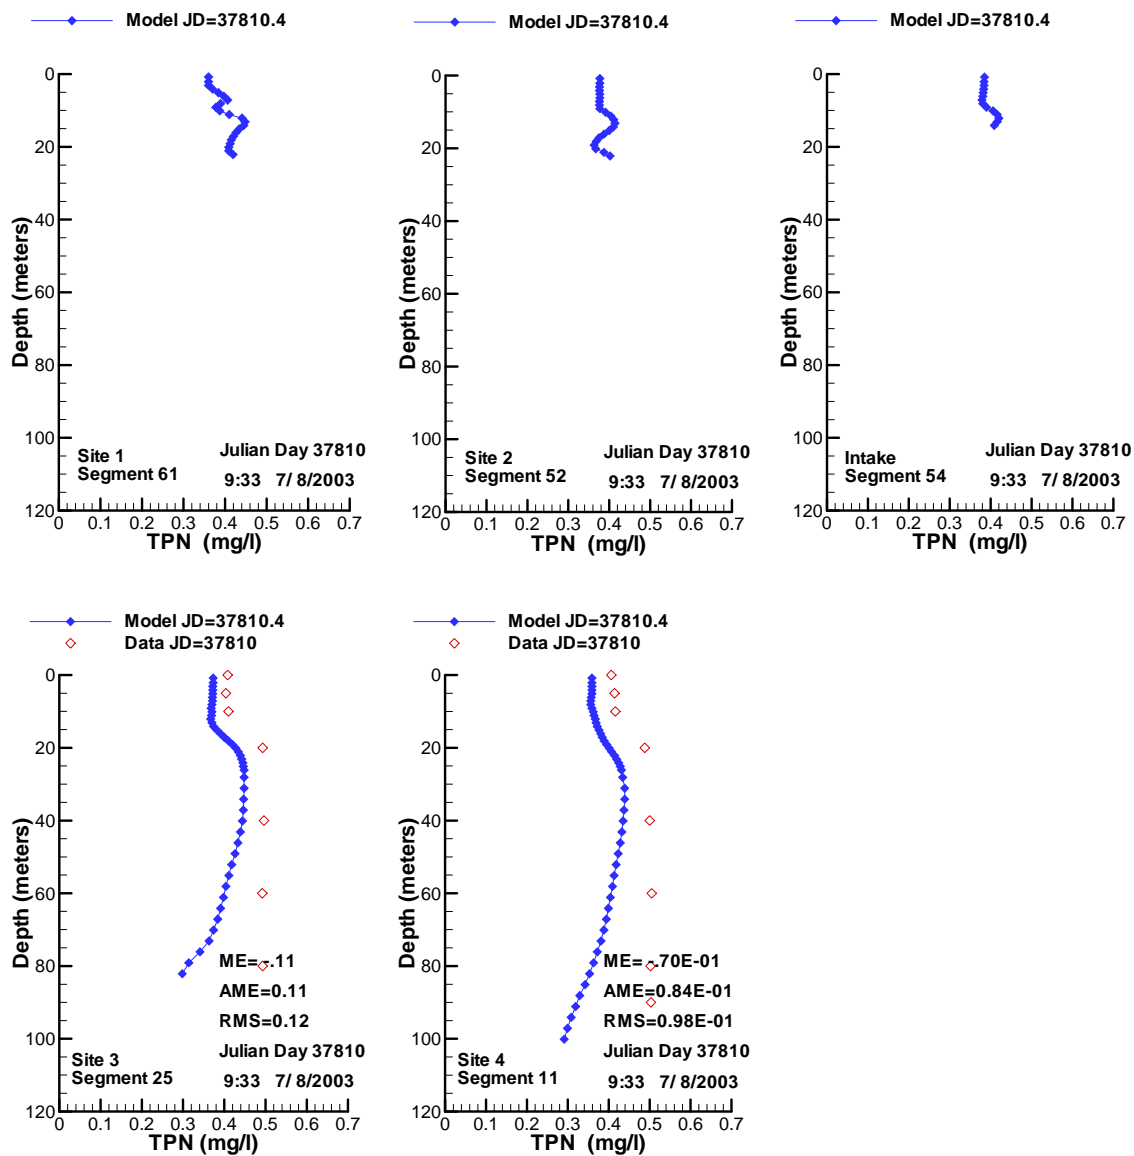 Model JD=37810.4
0
20
40
60
80
100
120
Depth (meters)
Site 1
Segment 61
Julian Day 37810
9:33 7/ 8/2003
0 0.1 0.2 0.3 0.4 0.5 0.6 0.7
TPN (mg/l)
Model JD=37810.4
0
20
40
60
80
100
120
Depth (meters)
Site 2
Segment 52
Julian Day 37810
9:33 7/ 8/2003
0 0.1 0.2 0.3 0.4 0.5 0.6 0.7
TPN (mg/l)
Model JD=37810.4
0
20
40
60
80
100
120
Depth (meters)
Intake
Segment 54
Julian Day 37810
9:33 7/ 8/2003
0 0.1 0.2 0.3 0.4 0.5 0.6 0.7
TPN (mg/l)
Model JD=37810.4
Data JD=37810
0
20
40
60
80
100
120
Depth (meters)
ME=-.11
AME=0.11
RMS=0.12
Site 3
Segment 25
Julian Day 37810
9:33 7/ 8/2003
0 0.1 0.2 0.3 0.4 0.5 0.6 0.7
TPN (mg/l)
Model JD=37810.4
Data JD=37810
0
20
40
60
80
100
120
Depth (meters)
ME= -.70E-01
AME=0.84E-01
RMS=0.98E-01
Site 4
Segment 11
Julian Day 37810
9:33 7/ 8/2003
0 0.1 0.2 0.3 0.4 0.5 0.6 0.7
TPN (mg/l)